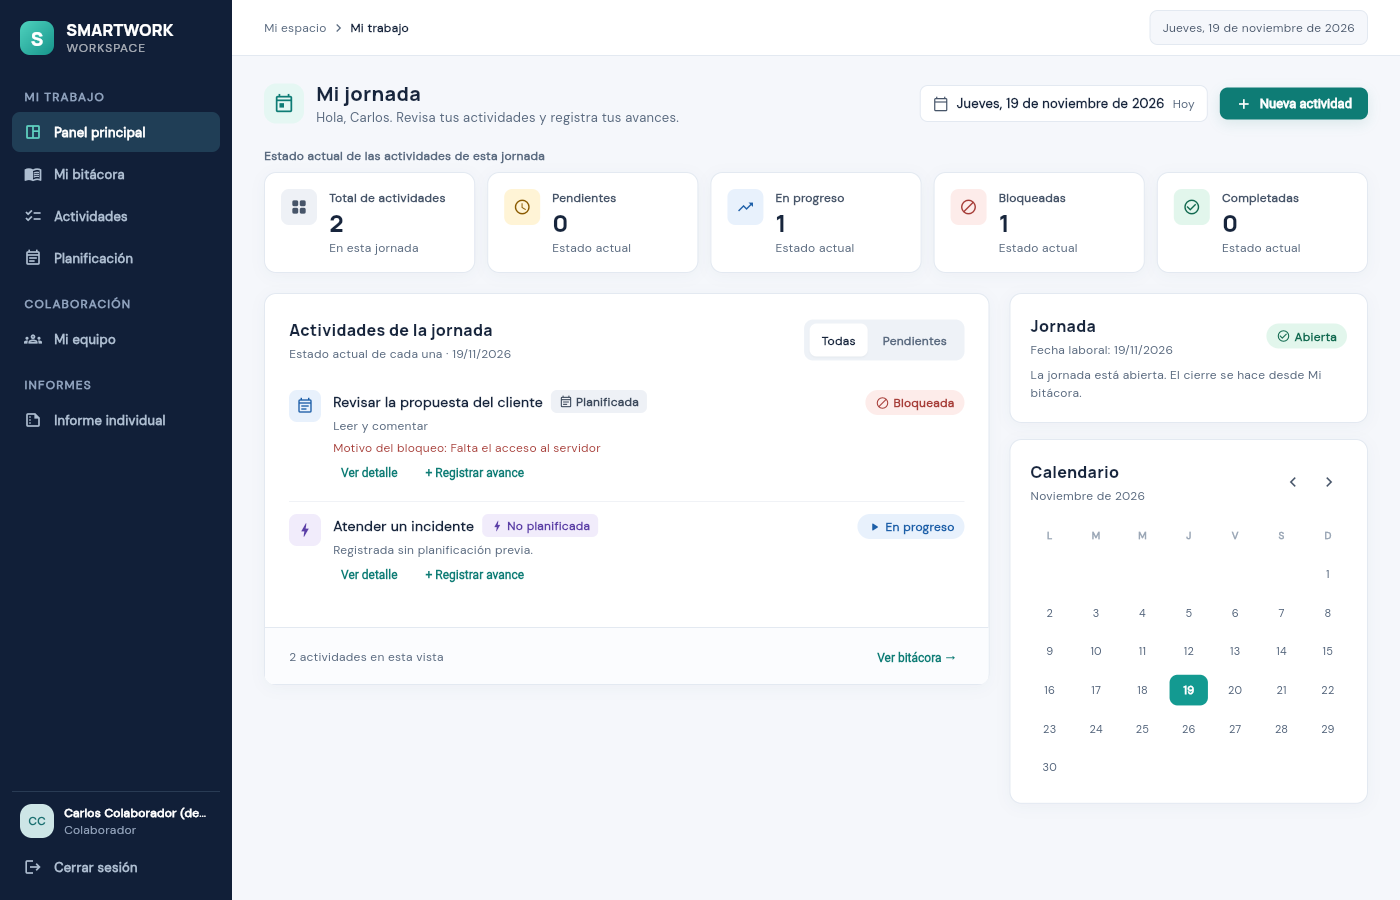 S
SMARTWORK
WORKSPACE
MI TRABAJO
Panel principal
Mi bitácora
Actividades
Planificación
COLABORACIÓN
Mi equipo
INFORMES
Informe individual
CC
Carlos Colaborador (de...
Colaborador
Cerrar sesión
Mi espacio > Mi trabajo
Jueves, 19 de noviembre de 2026
Mi jornada
Hola, Carlos. Revisa tus actividades y registra tus avances.
Jueves, 19 de noviembre de 2026 Hoy
+ Nueva actividad
Estado actual de las actividades de esta jornada
Total de actividades
2
En esta jornada
Pendientes
0
Estado actual
En progreso
1
Estado actual
Bloqueadas
1
Estado actual
Completadas
0
Estado actual
Actividades de la jornada
Estado actual de cada una · 19/11/2026
Todas Pendientes
Revisar la propuesta del cliente Planificada Bloqueada
Leer y comentar
Motivo del bloqueo: Falta el acceso al servidor
Ver detalle + Registrar avance
Atender un incidente No planificada En progreso
Registrada sin planificación previa.
Ver detalle + Registrar avance
2 actividades en esta vista Ver bitácora →
Jornada
Fecha laboral: 19/11/2026
Abierta
La jornada está abierta. El cierre se hace desde Mi
bitácora.
Calendario
Noviembre de 2026
L M M J V S D
1
2 3 4 5 6 7 8
9 10 11 12 13 14 15
16 17 18 19 20 21 22
23 24 25 26 27 28 29
30